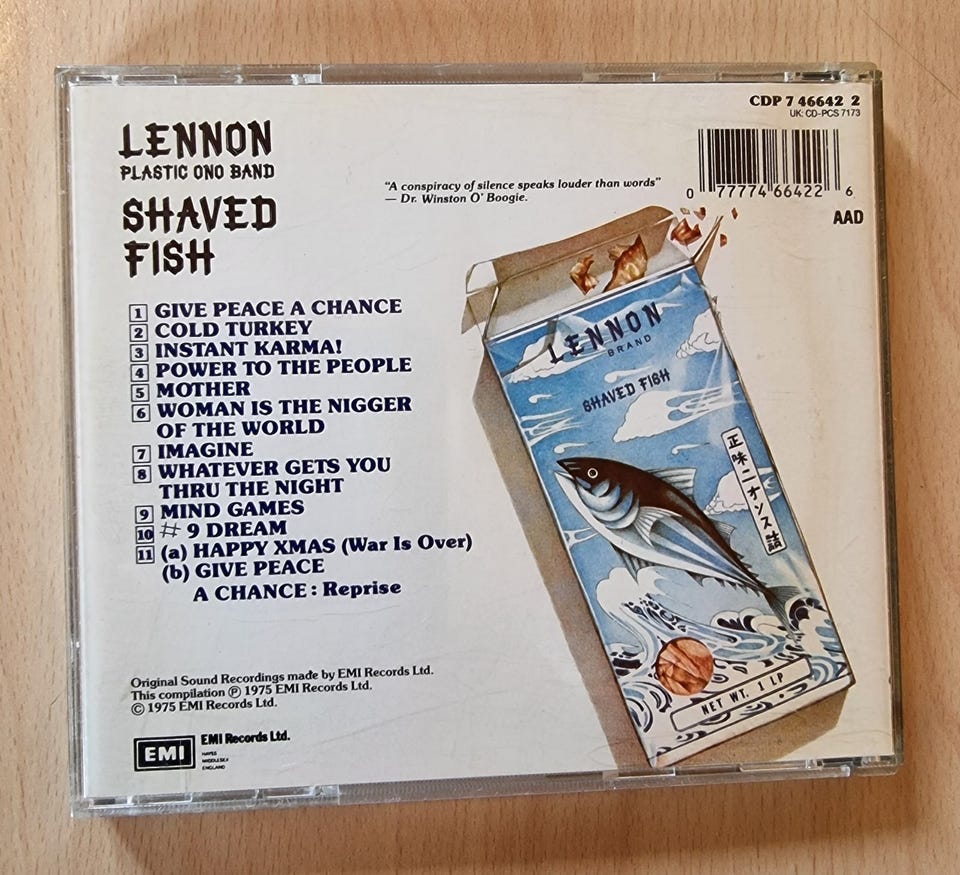 CDP 7 46642 2
UK: CD-PCS 7173
0 77774 66422 6
AAD
LENNON
PLASTIC ONO BAND
SHAVED
FISH
"A conspiracy of silence speaks louder than words"
— Dr. Winston O' Boogie.
1 GIVE PEACE A CHANCE
2 COLD TURKEY
3 INSTANT KARMA!
4 POWER TO THE PEOPLE
5 MOTHER
6 WOMAN IS THE NIGGER
OF THE WORLD
7 IMAGINE
8 WHATEVER GETS YOU
THRU THE NIGHT
9 MIND GAMES
10 # 9 DREAM
11 (a) HAPPY XMAS (War Is Over)
(b) GIVE PEACE
A CHANCE : Reprise
LENNON
BRAND
SHAVED FISH
正味二オンス詰
NET WT. 1 LP
Original Sound Recordings made by EMI Records Ltd.
This compilation Ⓟ 1975 EMI Records Ltd.
© 1975 EMI Records Ltd.
EMI
EMI Records Ltd.
HAYES
MIDDLESEX
ENGLAND